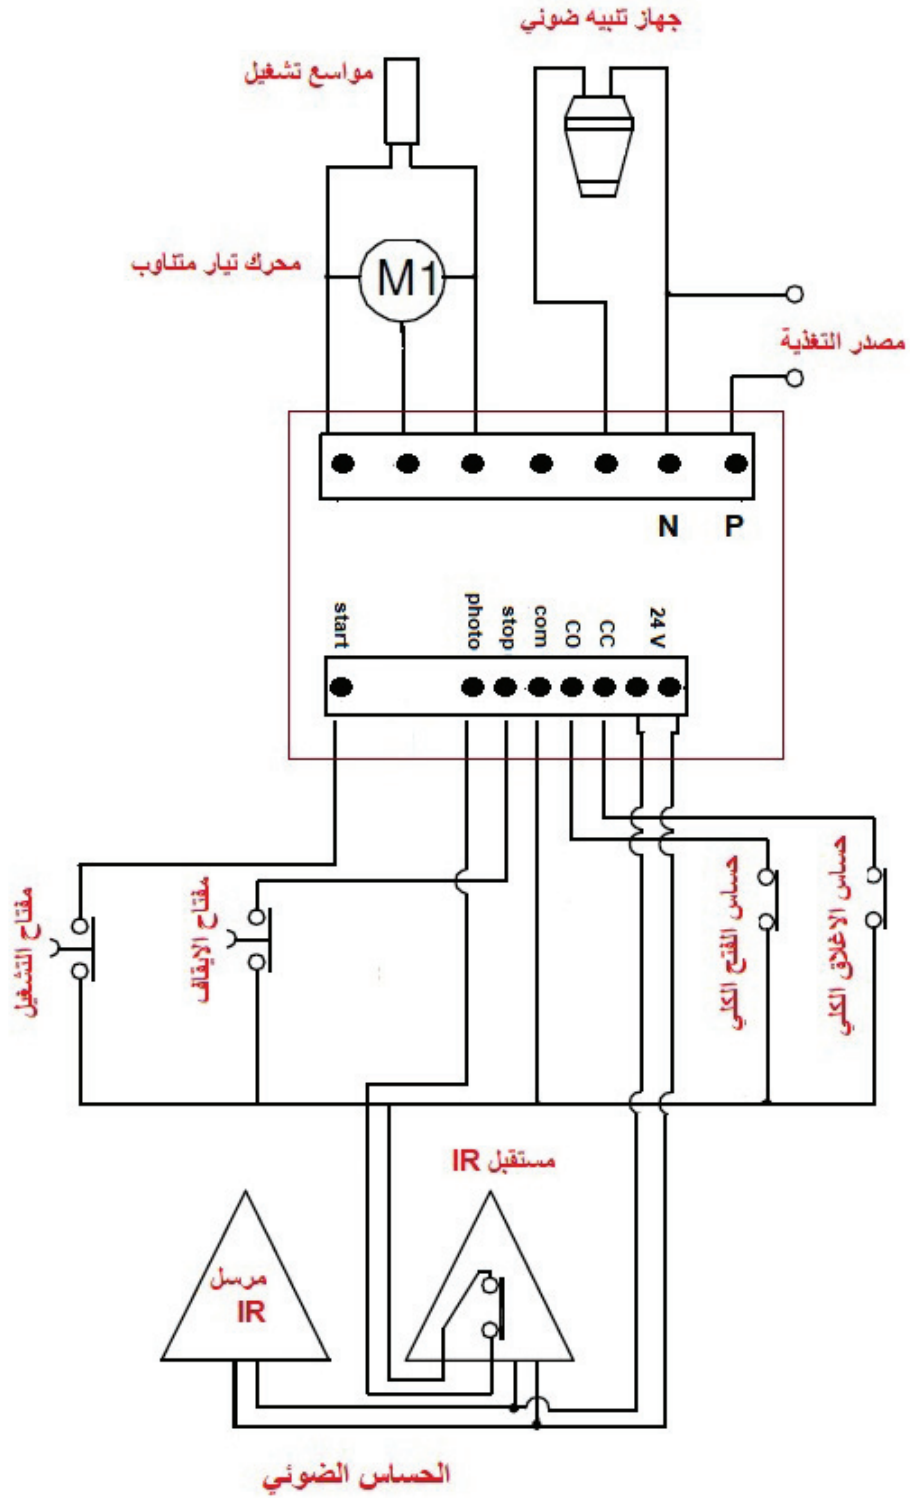 جهاز تنبيه ضوئي
مواسع تشغيل
محرك تيار متناوب
M1
مصدر التغذية
N
P
start
photo
stop
com
CO
CC
24 V
مفتاح التشغيل
مفتاح الايقاف
حساس الفتح الكلي
حساس الاغلاق الكلي
مستقبل IR
مرسل
IR
الحساس الضوئي